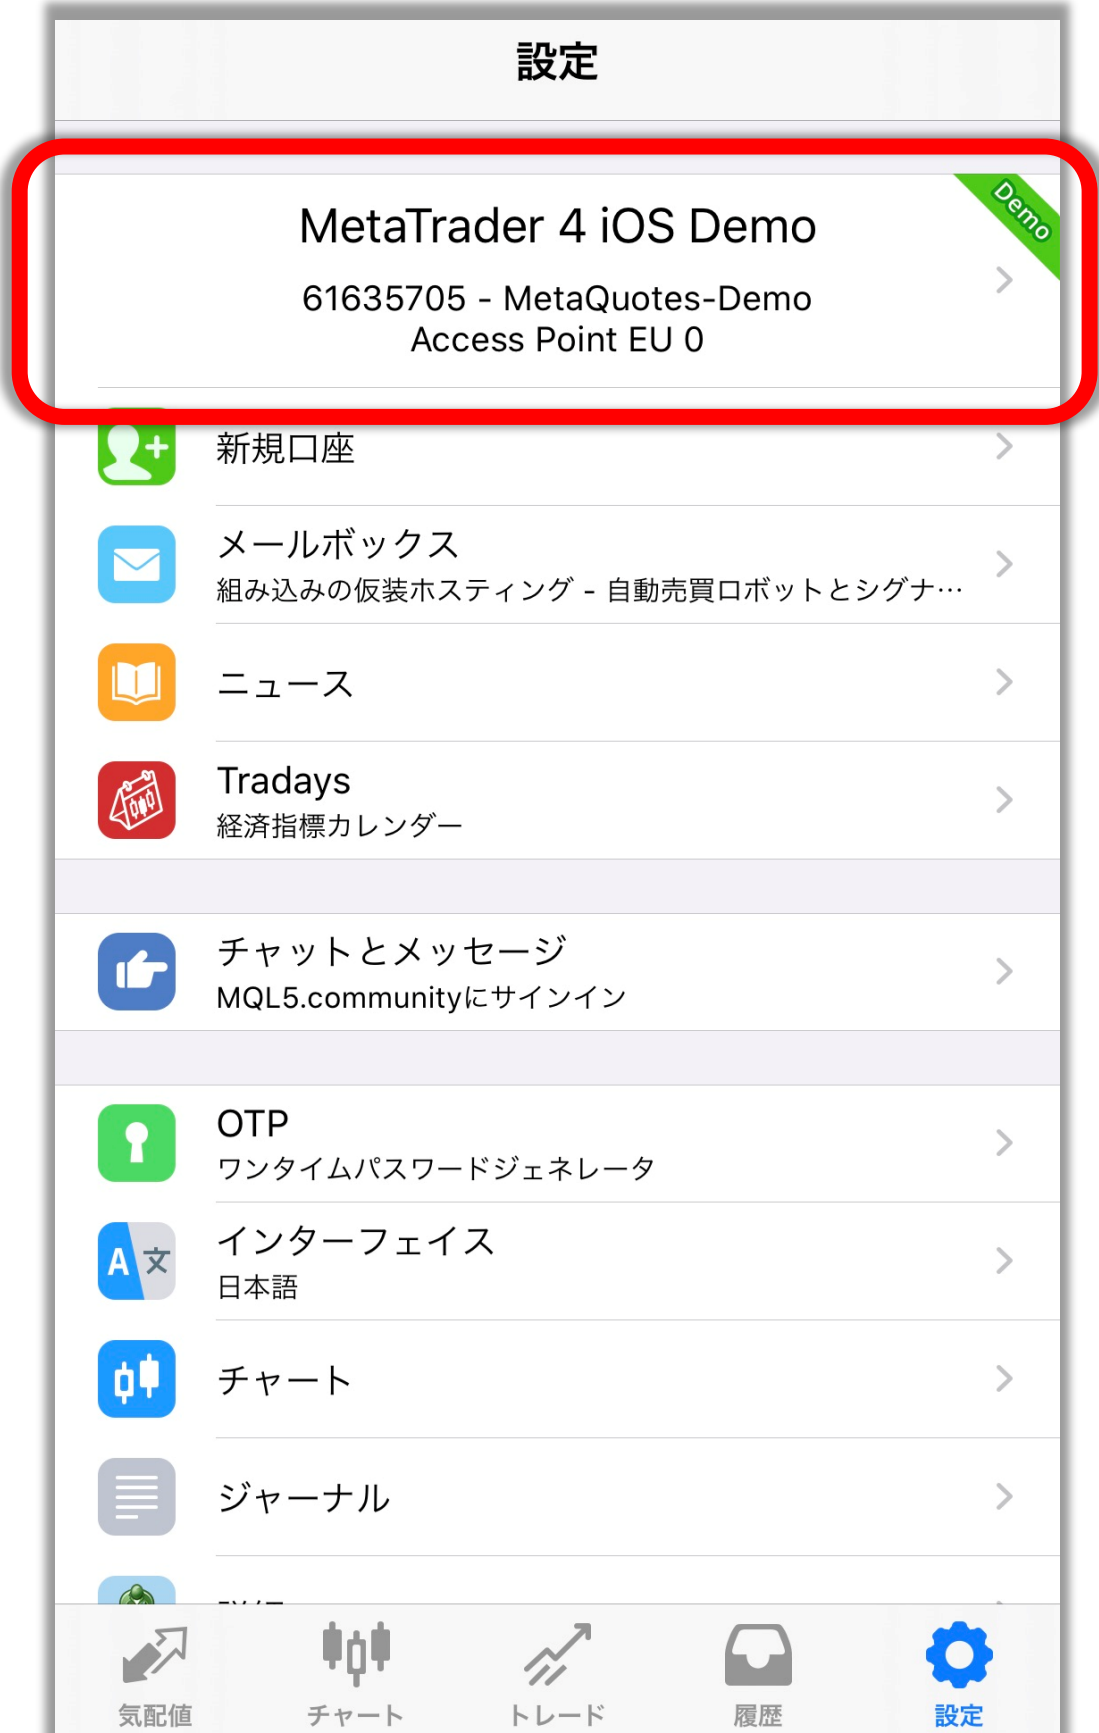 設定
Demo
MetaTrader 4 iOS Demo
61635705 - MetaQuotes-Demo
Access Point EU 0
新規口座
メールボックス
組み込みの仮装ホスティング - 自動売買ロボットとシグナ…
ニュース
Tradays
経済指標カレンダー
チャットとメッセージ
MQL5.communityにサインイン
OTP
ワンタイムパスワードジェネレータ
A 文
インターフェイス
日本語
チャート
ジャーナル
気配値
チャート
トレード
履歴
設定